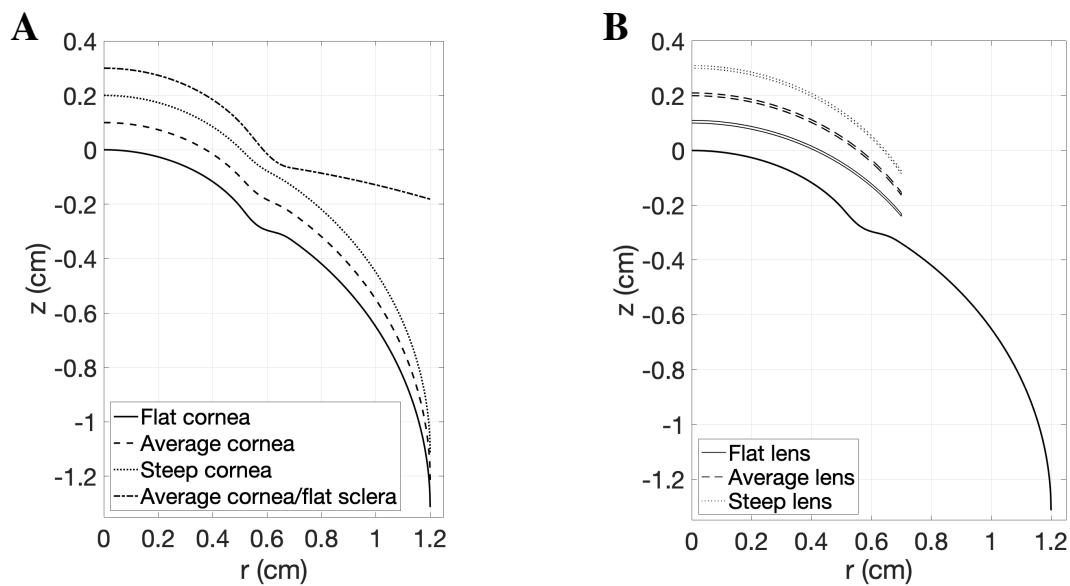 A
0.4
0.2
0
-0.2
-0.4
-0.6
-0.8
-1
-1.2
z (cm)
Flat cornea
Average cornea
Steep cornea
Average cornea/flat sclera
0 0.2 0.4 0.6 0.8 1 1.2
r (cm)
B
0.4
0.2
0
-0.2
-0.4
-0.6
-0.8
-1
-1.2
z (cm)
Flat lens
Average lens
Steep lens
0 0.2 0.4 0.6 0.8 1 1.2
r (cm)